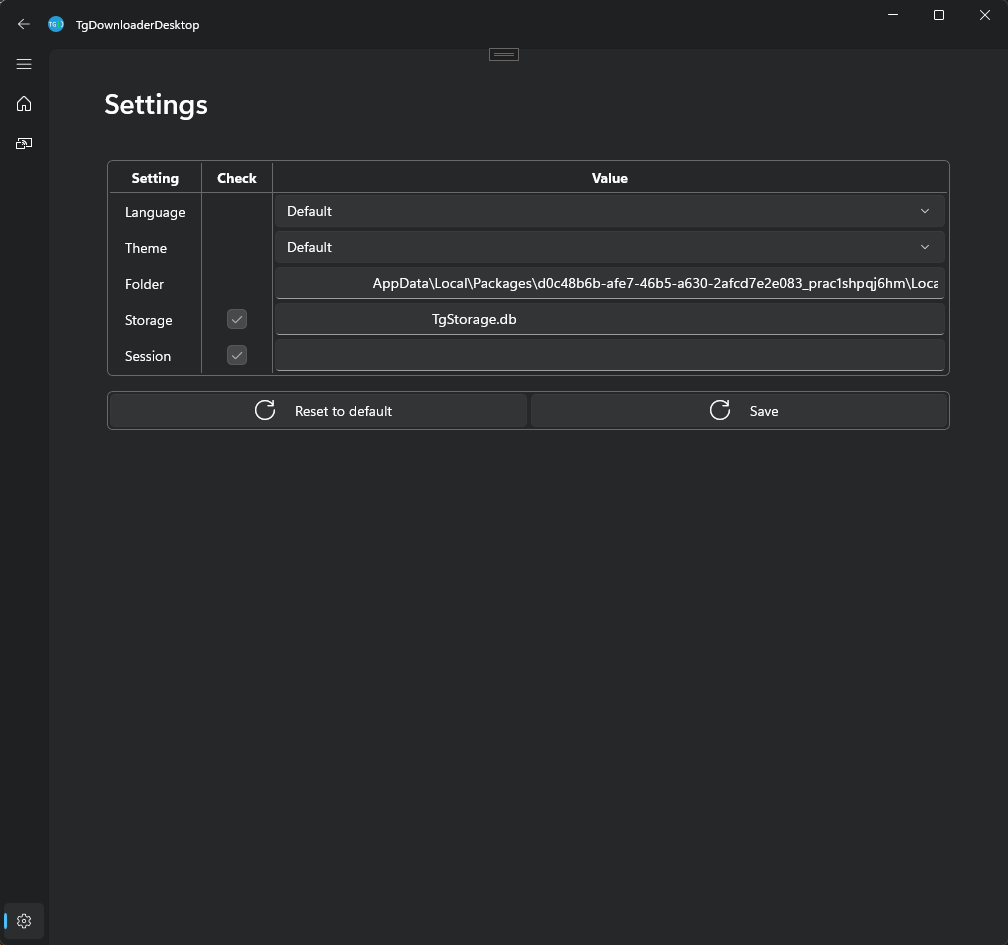 TG
TgDownloaderDesktop
Settings
Setting Check Value
Language Default
Theme Default
Folder AppData\Local\Packages\d0c48b6b-afe7-46b5-a630-2afcd7e2e083_prac1shpqj6hm\Loca
Storage TgStorage.db
Session
Reset to default Save